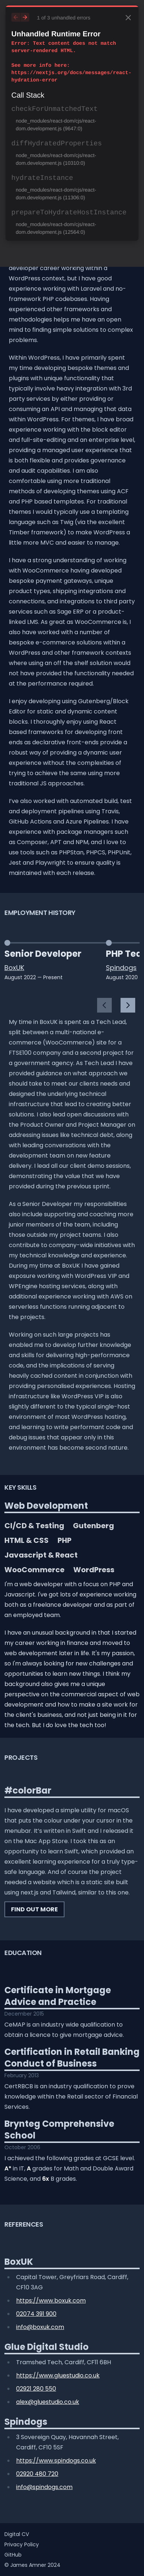 1 of 3 unhandled errors
Unhandled Runtime Error
Error: Text content does not match
server-rendered HTML.
See more info here:
https://nextjs.org/docs/messages/react-
hydration-error
Call Stack
checkForUnmatchedText
node_modules/react-dom/cjs/react-
dom.development.js (9647:0)
diffHydratedProperties
node_modules/react-dom/cjs/react-
dom.development.js (10310:0)
hydrateInstance
node_modules/react-dom/cjs/react-
dom.development.js (11306:0)
prepareToHydrateHostInstance
node_modules/react-dom/cjs/react-
dom.development.js (12564:0)
developer career working within a
WordPress context, but I have good
experience working with Laravel and no-
framework PHP codebases. Having
experienced other frameworks and
methodologies helps me have an open
mind to finding simple solutions to complex
problems.
Within WordPress, I have primarily spent
my time developing bespoke themes and
plugins with unique functionality that
typically involves integration with 3rd
party services by either providing or
consuming an API and managing that data
within WordPress. For themes, I have broad
experience working with the block editor
and full-site-editing at an enterprise level,
providing a managed user experience that
is both flexible and provides governance
and audit capabilities. I am also
comfortable using more traditional
methods of developing themes using ACF
and PHP based templates. For traditional
themes I would typically use a templating
language such as Twig (via the excellent
Timber framework) to make WordPress a
little more MVC and easier to maintain.
I have a strong understanding of working
with WooCommerce having developed
bespoke payment gateways, unique
product types, shipping integrations and
customisations, and integration to third party
services such as Sage ERP or a product-
linked LMS. As great as WooCommerce is, I
have also worked with a number of
bespoke e-commerce solutions within a
WordPress and other framework contexts
where using an off the shelf solution would
not have provided the functionality needed
at the performance required.
I enjoy developing using Gutenberg/Block
Editor for static and dynamic content
blocks. I thoroughly enjoy using React
based frameworks for developing front
ends as declarative front-ends provide a
great way of providing a dynamic user
experience without the complexities of
trying to achieve the same using more
traditional JS approaches.
I've also worked with automated build, test
and deployment pipelines such as using
GitHub Actions and Azure Pipelines. I have
experience with package managers such
as Composer, APT and NPM, and I love to
use tools such as PHPStan, PHPCS, PHPUnit,
Jest and Playwright to ensure quality is
maintained with each release.
EMPLOYMENT HISTORY
Senior Developer
BoxUK
August 2022 — Present
PHP Tec
Spindogs
August 2020
My time in BoxUK is spent as a Tech Lead,
split between a multi-national e-
commerce (WooCommerce) site for a
FTSE100 company and a second project for
a government agency. As Tech Lead I have
provided guidance on what approach we
should take to meet our clients needs and
designed the underlying technical
infrastructure that lead to creating better
solutions. I also lead open discussions with
the Product Owner and Project Manager on
addressing issues like technical debt, along
with leading conversations with the
development team on new feature
delivery. I lead all our client demo sessions,
demonstrating the value that we have
provided during the previous sprint.
As a Senior Developer my responsibilities
also include supporting and coaching more
junior members of the team, including
those outside my project teams. I also
contribute to company-wide initiatives with
my technical knowledge and experience.
During my time at BoxUK I have gained
exposure working with WordPress VIP and
WPEngine hosting services, along with
additional experience working with AWS on
serverless functions running adjacent to
the projects.
Working on such large projects has
enabled me to develop further knowledge
and skills for delivering high-performance
code, and the implications of serving
heavily cached content in conjuction with
providing personalised experiences. Hosting
infrastructure like WordPress VIP is also
slightly different to the typical single-host
environment of most WordPress hosting,
so learning to write performant code and
debug issues that appear only in this
environment has become second nature.
KEY SKILLS
Web Development
CI/CD & Testing Gutenberg
HTML & CSS PHP
Javascript & React
WooCommerce WordPress
I'm a web developer with a focus on PHP and
Javascript. I've got lots of experience working
both as a freelance developer and as part of
an employed team.
I have an unusual background in that I started
my career working in finance and moved to
web development later in life. It's my passion,
so I'm always looking for new challenges and
opportunities to learn new things. I think my
background also gives me a unique
perspective on the commercial aspect of web
development and how to make a site work for
the client's business, and not just being in it for
the tech. But I do love the tech too!
PROJECTS
#colorBar
I have developed a simple utility for macOS
that puts the colour under your cursor in the
menubar. It's written in Swift and I released it
on the Mac App Store. I took this as an
opportunity to learn Swift, which provided an
excellent learning experience for a truly type-
safe compiled language. And of course the project
needed a website which is a static site built
using next.js and Tailwind, similar to this one.
FIND OUT MORE
EDUCATION
Certificate in Mortgage
Advice and Practice
December 2015
CeMAP is an industry wide qualification to
obtain a licence to give mortgage advice.
Certification in Retail Banking
Conduct of Business
February 2013
CertRBCB is an industry qualification to prove
knowledge within the Retail sector of Financial
Services.
Brynteg Comprehensive
School
October 2006
I achieved the following grades at GCSE level.
A* in IT, A grades for Math and Double Award
Science, and 6x B grades.
REFERENCES
BoxUK
Capital Tower, Greyfriars Road, Cardiff,
CF10 3AG
https://www.boxuk.com
02074 391 900
info@boxuk.com
Glue Digital Studio
Tramshed Tech, Cardiff, CF11 6BH
https://www.gluestudio.co.uk
02921 280 550
alex@gluestudio.co.uk
Spindogs
3 Sovereign Quay, Havannah Street,
Cardiff, CF10 5SF
https://www.spindogs.co.uk
02920 480 720
info@spindogs.com
Digital CV
Privacy Policy
GitHub
© James Amner 2024